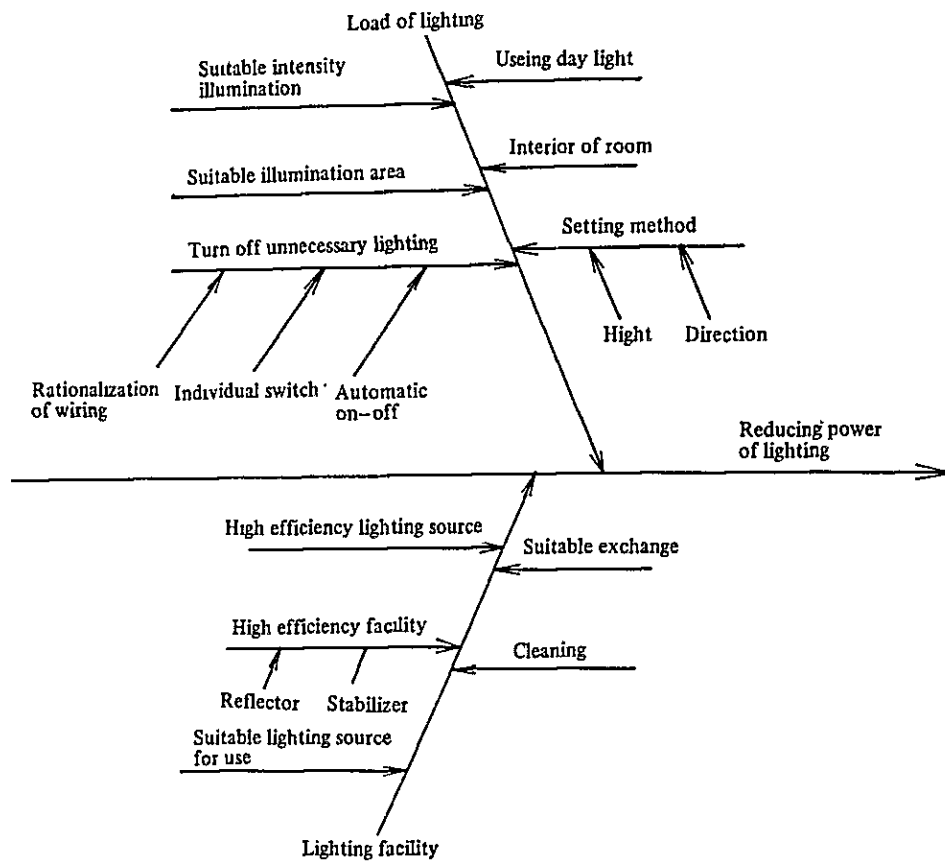 Load of lighting
Suitable intensity
illumination
Useing day light
Interior of room
Suitable illumination area
Setting method
Turn off unnecessary lighting
Hight
Direction
Rationalization
of wiring
Individual switch
Automatic
on-off
Reducing power
of lighting
High efficiency lighting source
Suitable exchange
High efficiency facility
Cleaning
Reflector
Stabilizer
Suitable lighting source
for use
Lighting facility